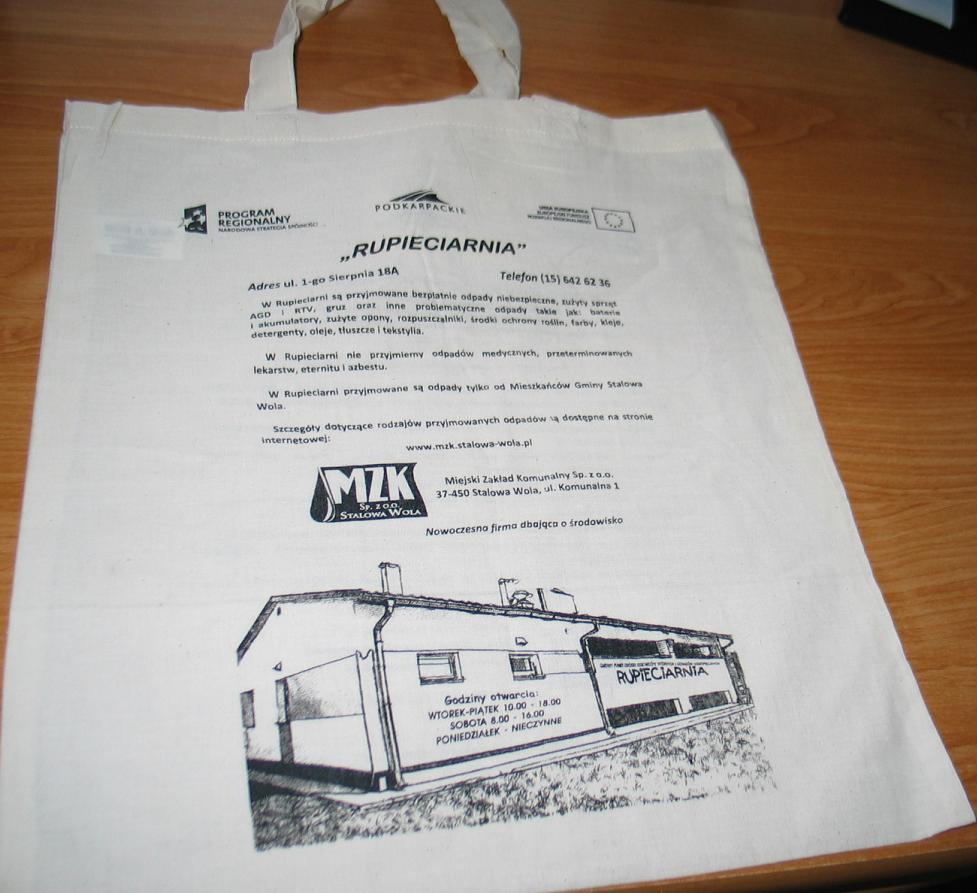 PROGRAM
REGIONALNY
NARODOWA STRATEGIA SPÓJNOŚCI
PODKARPACKIE
UNIA EUROPEJSKA
EUROPEJSKI FUNDUSZ
ROZWOJU REGIONALNEGO
„RUPIECIARNIA”
Adres ul. 1-go Sierpnia 18A
Telefon (15) 642 62 36
W Rupieciarni są przyjmowane bezpłatnie odpady niebezpieczne, zużyty sprzęt
AGD i RTV, gruz oraz inne problematyczne odpady takie jak: baterie
i akumulatory, zużyte opony, rozpuszczalniki, środki ochrony roślin, farby, kleje,
detergenty, oleje, tłuszcze i tekstylia.
W Rupieciarni nie przyjmiemy odpadów medycznych, przeterminowanych
lekarstw, eternitu i azbestu.
W Rupieciarni przyjmowane są odpady tylko od Mieszkańców Gminy Stalowa
Wola.
Szczegóły dotyczące rodzajów przyjmowanych odpadów są dostępne na stronie
internetowej:
www.mzk.stalowa-wola.pl
MZK
Sp. z o.o.
STALOWA WOLA
Miejski Zakład Komunalny Sp. z o.o.
37-450 Stalowa Wola, ul. Komunalna 1
Nowoczesna firma dbająca o środowisko
RUPIECIARNIA
Godziny otwarcia:
WTOREK-PIĄTEK 10.00 - 18.00
SOBOTA 8.00 - 16.00
PONIEDZIAŁEK - NIECZYNNE